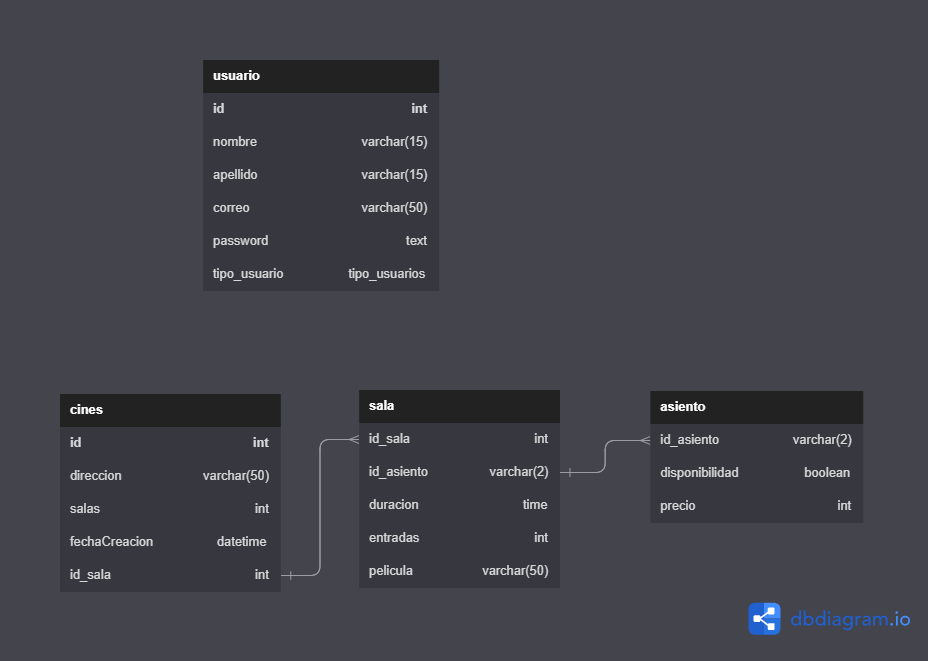 usuario
id int
nombre varchar(15)
apellido varchar(15)
correo varchar(50)
password text
tipo_usuario tipo_usuarios
cines
id int
direccion varchar(50)
salas int
fechaCreacion datetime
id_sala int
sala
id_sala int
id_asiento varchar(2)
duracion time
entradas int
pelicula varchar(50)
asiento
id_asiento varchar(2)
disponibilidad boolean
precio int
dbdiagram.io